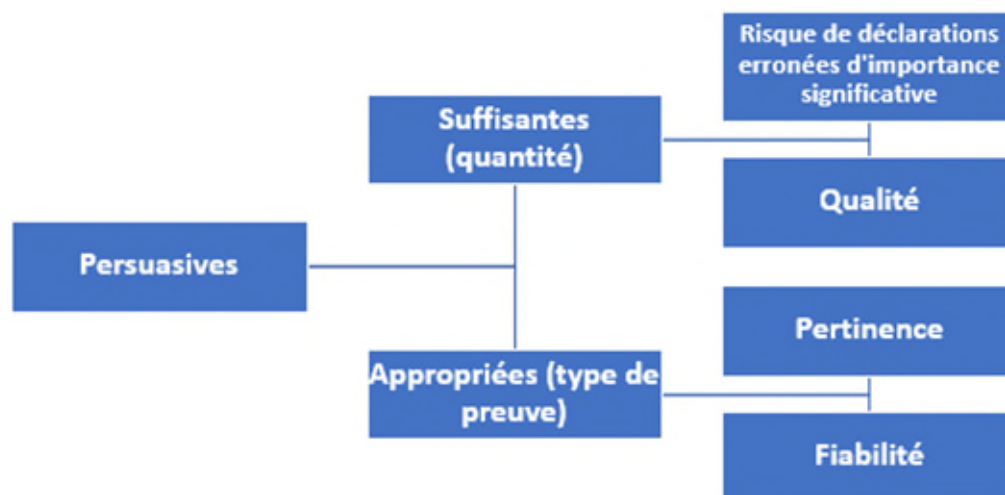 Risque de déclarations
erronées d'importance
significative
Suffisantes
(quantité)
Qualité
Persuasives
Pertinence
Appropriées (type de
preuve)
Fiabilité